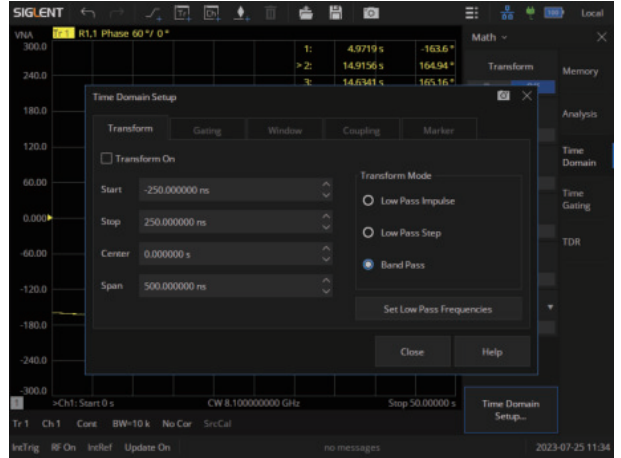 SIGLENT
Tr
Ch
Local
VNA
Tr 1 R1,1 Phase 60 °/ 0 °
Math
300.0
1: 4.9719 s -163.6 °
> 2: 14.9156 s 164.94 °
3: 14.6341 s 165.16 °
Transform
Memory
240.0
Time Domain Setup
Transform
Gating
Window
Coupling
Marker
Analysis
180.0
Transform On
120.0
Time
Domain
Transform Mode
60.00
Start -250.000000 ns
Low Pass Impulse
Time
Gating
0.000
Stop 250.000000 ns
Low Pass Step
TDR
-60.00
Center 0.000000 s
Band Pass
-120.0
Span 500.000000 ns
Set Low Pass Frequencies
-180.0
Close
Help
-240.0
-300.0
1 >Ch1: Start 0 s CW 8.100000000 GHz Stop 50.00000 s
Time Domain
Setup...
Tr 1 Ch 1 Cont BW=10 k No Cor SrcCal
IntTrig RF On IntRef Update On no messages 2023-07-25 11:34